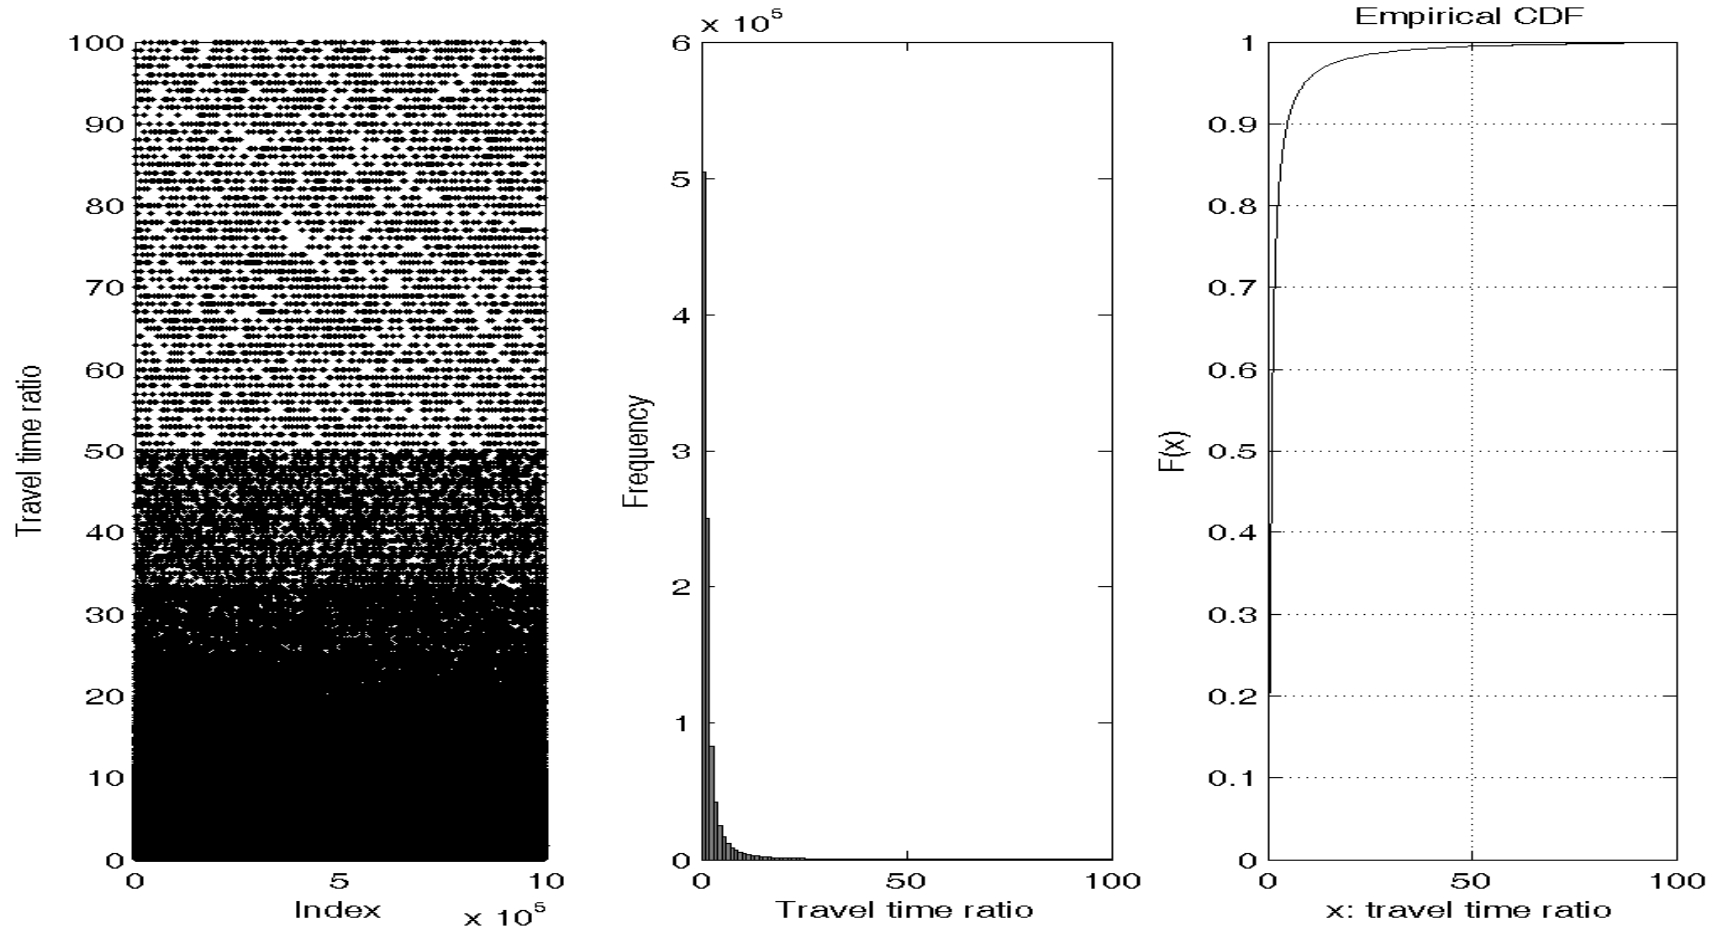 100
90
80
70
60
50
40
30
20
10
0
Travel time ratio
0 5 10
Index
x 10^5
x 10^5
6
5
4
3
2
1
0
Frequency
0 50 100
Travel time ratio
Empirical CDF
1
0.9
0.8
0.7
0.6
0.5
0.4
0.3
0.2
0.1
0
F(x)
0 50 100
x: travel time ratio